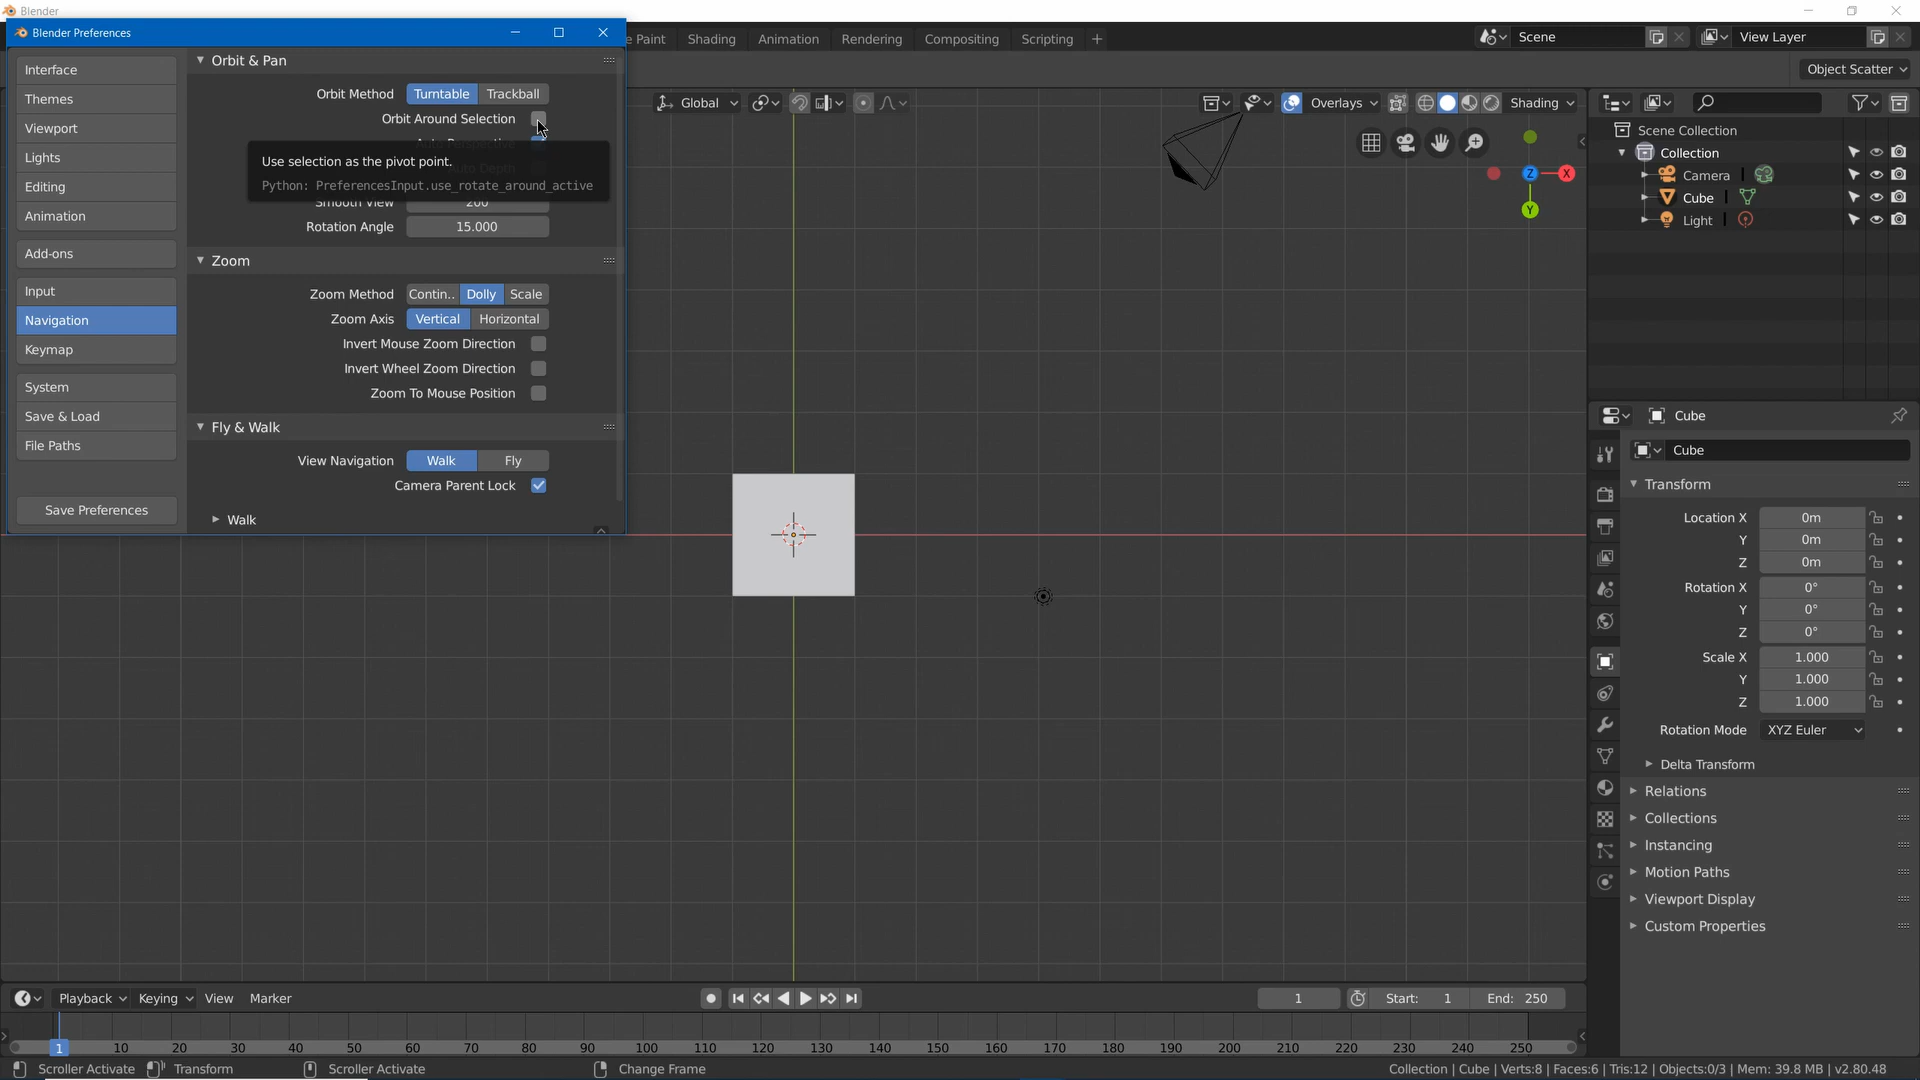 Blender
Blender Preferences
e Paint
Shading
Animation
Rendering
Compositing
Scripting
Scene
View Layer
Object Scatter
Interface
Themes
Viewport
Lights
Editing
Animation
Add-ons
Input
Navigation
Keymap
System
Save & Load
File Paths
Save Preferences
Orbit & Pan
Orbit Method Turntable Trackball
Orbit Around Selection
Auto Perspective
Use selection as the pivot point.
Auto Depth
Python: PreferencesInput.use_rotate_around_active
Smooth View 200
Rotation Angle 15.000
Zoom
Zoom Method Contin.. Dolly Scale
Zoom Axis Vertical Horizontal
Invert Mouse Zoom Direction
Invert Wheel Zoom Direction
Zoom To Mouse Position
Fly & Walk
View Navigation Walk Fly
Camera Parent Lock
Walk
Global
Overlays
Shading
Z
X
Y
Scene Collection
Collection
Camera
Cube
Light
Cube
Cube
Transform
Location X 0m
Y 0m
Z 0m
Rotation X 0°
Y 0°
Z 0°
Scale X 1.000
Y 1.000
Z 1.000
Rotation Mode XYZ Euler
Delta Transform
Relations
Collections
Instancing
Motion Paths
Viewport Display
Custom Properties
Playback Keying View Marker
1
Start: 1
End: 250
1 10 20 30 40 50 60 70 80 90 100 110 120 130 140 150 160 170 180 190 200 210 220 230 240 250
Scroller Activate Transform Scroller Activate Change Frame
Collection | Cube | Verts:8 | Faces:6 | Tris:12 | Objects:0/3 | Mem: 39.8 MB | v2.80.48